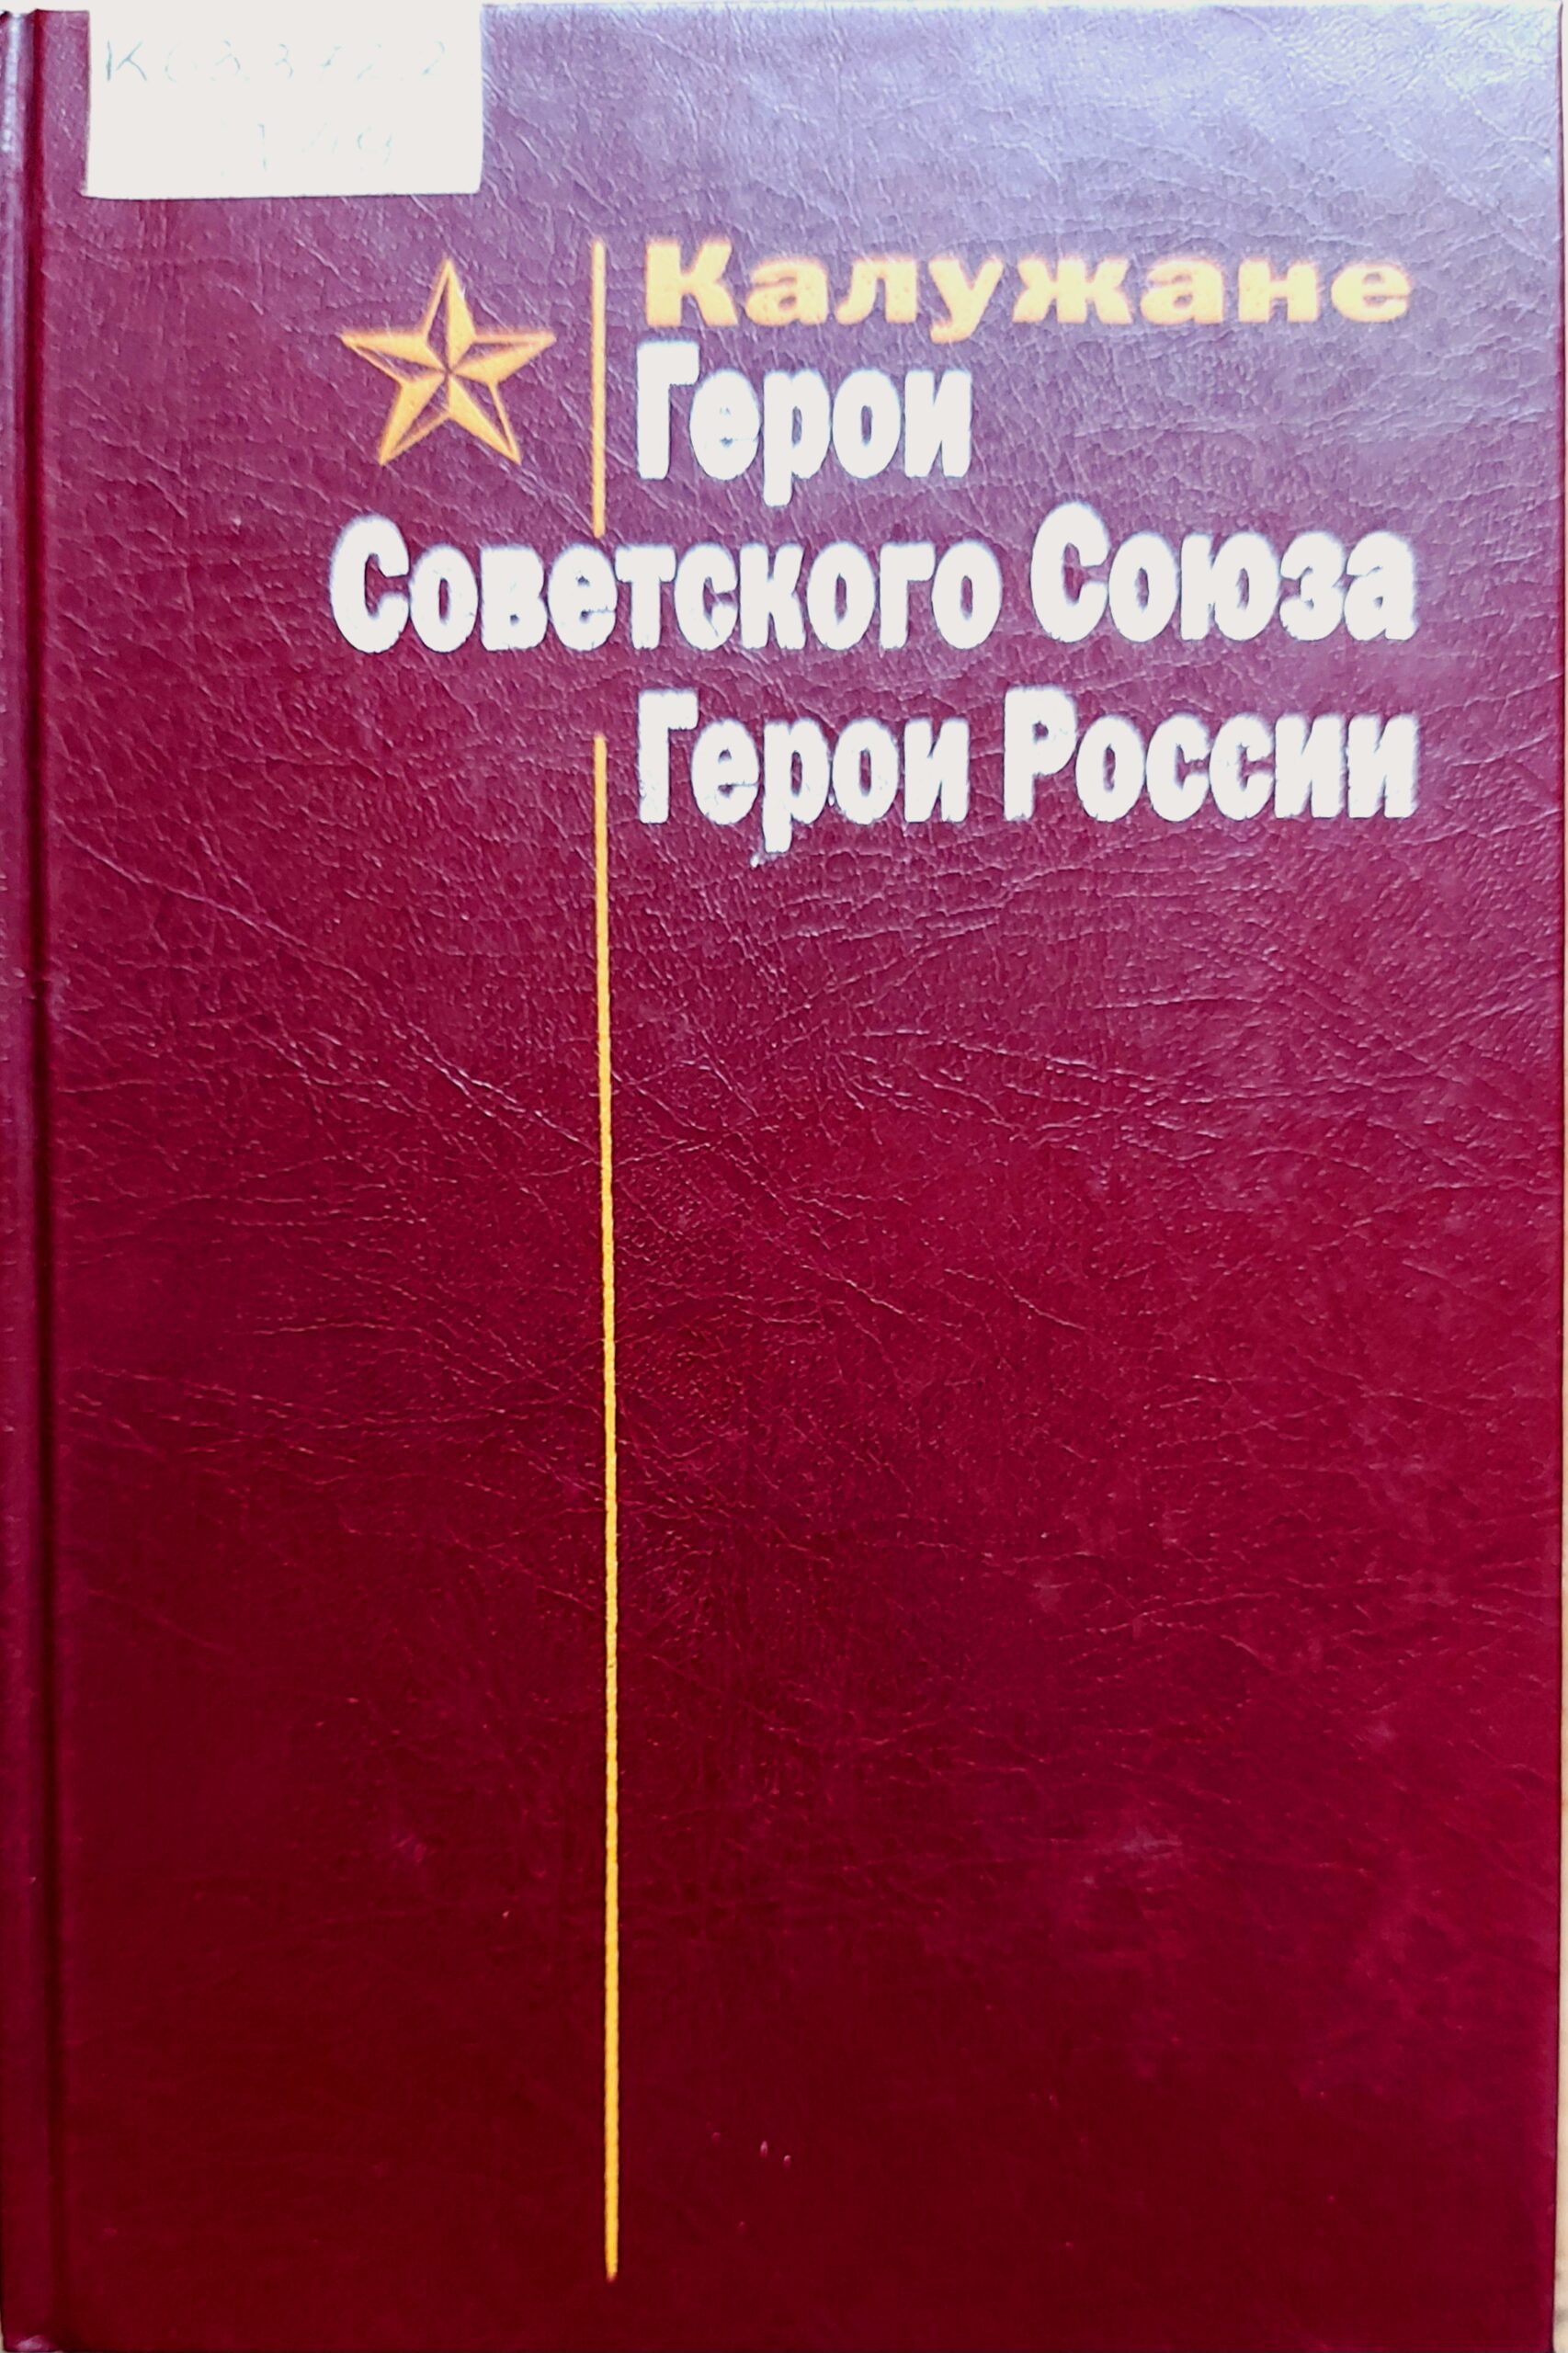 Калужане
Герои
Советского Союза
Герои России